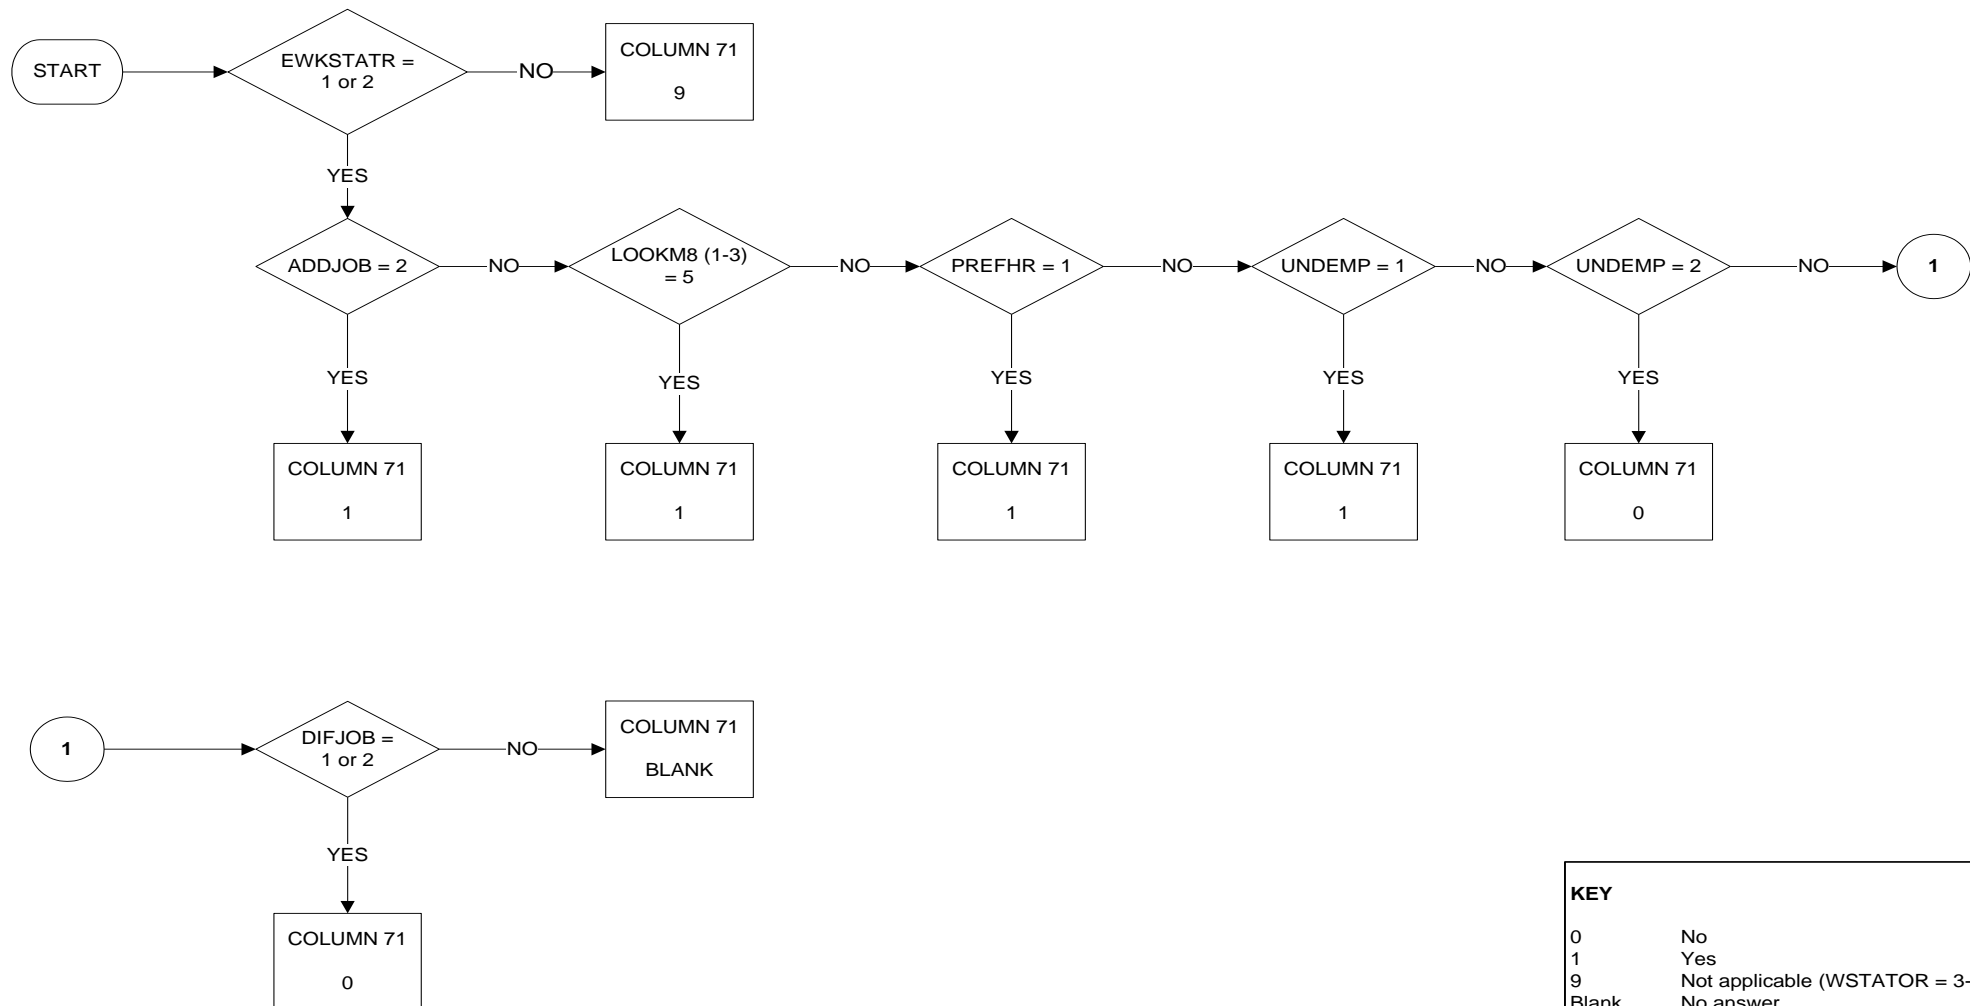 START
EWKSTATR =
1 or 2
NO
COLUMN 71
9
YES
ADDJOB = 2
NO
LOOKM8 (1-3)
= 5
NO
PREFHR = 1
NO
UNDEMP = 1
NO
UNDEMP = 2
NO
1
YES
YES
YES
YES
YES
COLUMN 71
1
COLUMN 71
1
COLUMN 71
1
COLUMN 71
1
COLUMN 71
0
1
DIFJOB =
1 or 2
NO
COLUMN 71
BLANK
YES
COLUMN 71
0
KEY
0 No
1 Yes
9 Not applicable (WSTATOR = 3-
Blank No answer